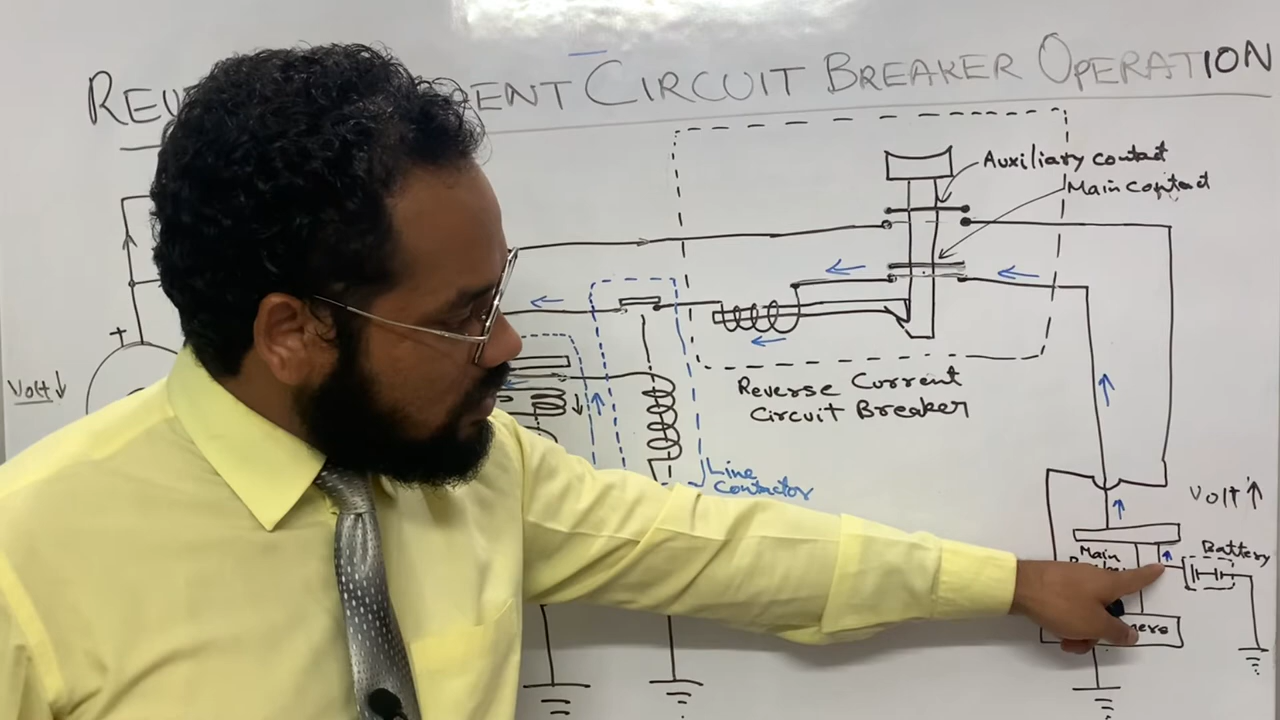 CIRCUIT BREAKER OPERATION
Auxiliary contact
Main contact
+
Volt ↓
Reverse Current
Circuit Breaker
Line
Contactor
Volt ↑
Main
Battery